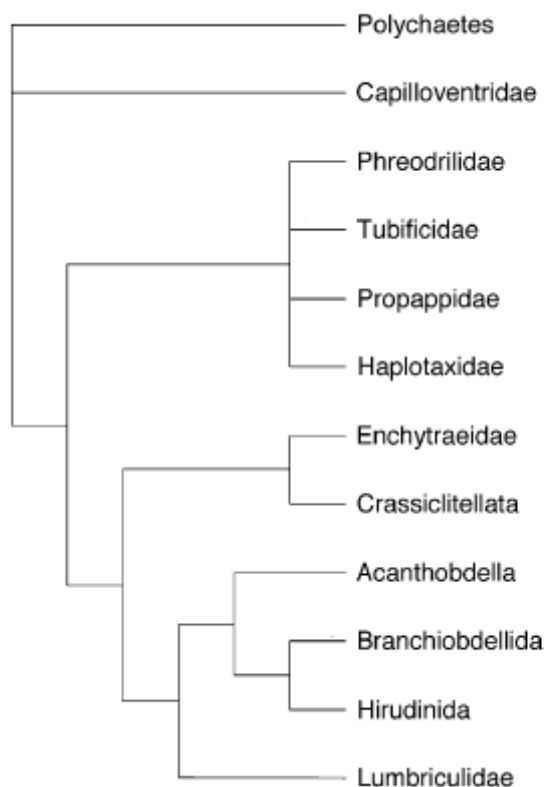 Polychaetes
Capilloventridae
Phreodrilidae
Tubificidae
Propappidae
Haplotaxidae
Enchytraeidae
Crassiclitellata
Acanthobdella
Branchiobdellida
Hirudinida
Lumbriculidae